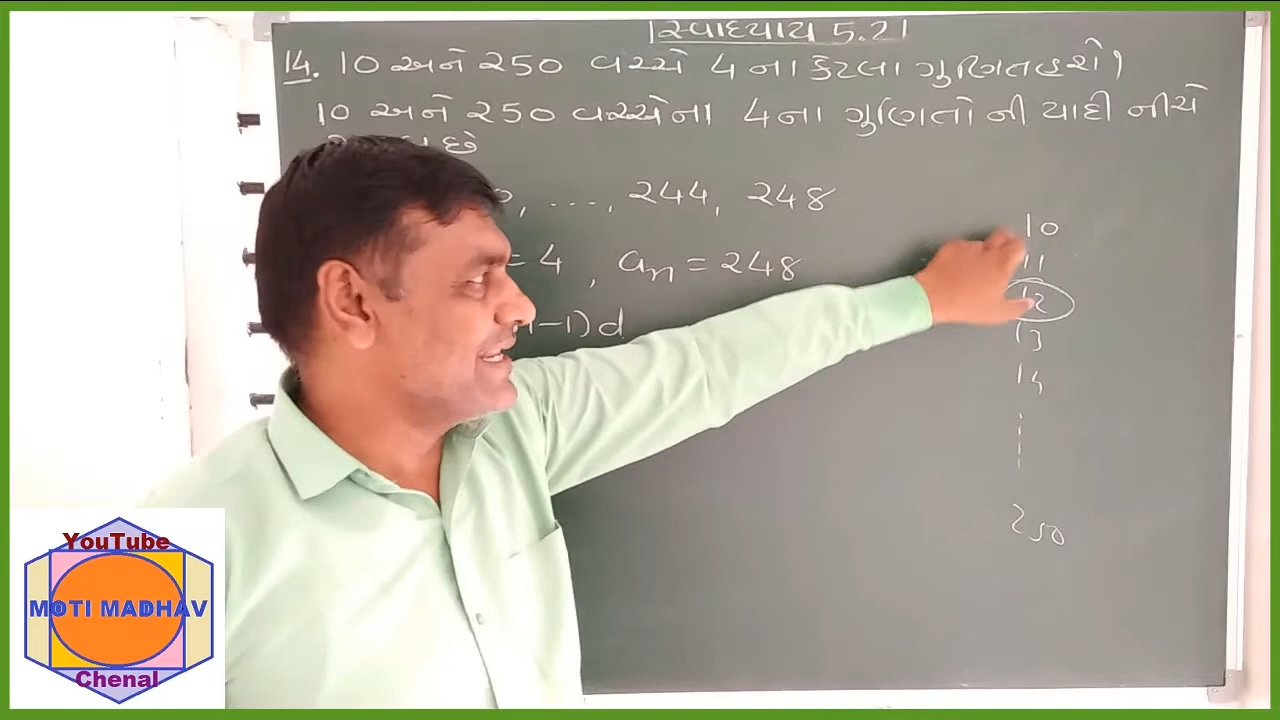 સ્વાધ્યાય 5.2
14. 10 અને 250 વચ્ચે 4 ના કેટલા ગુણિત હશે ?
10 અને 250 વચ્ચેના 4ના ગુણિતો ની યાદી નીચે
છે
, ...., 244, 248
= 4 , an = 248
-1)d
10
11
12
13
14
250
YouTube
MOTI MADHAV
Chenal